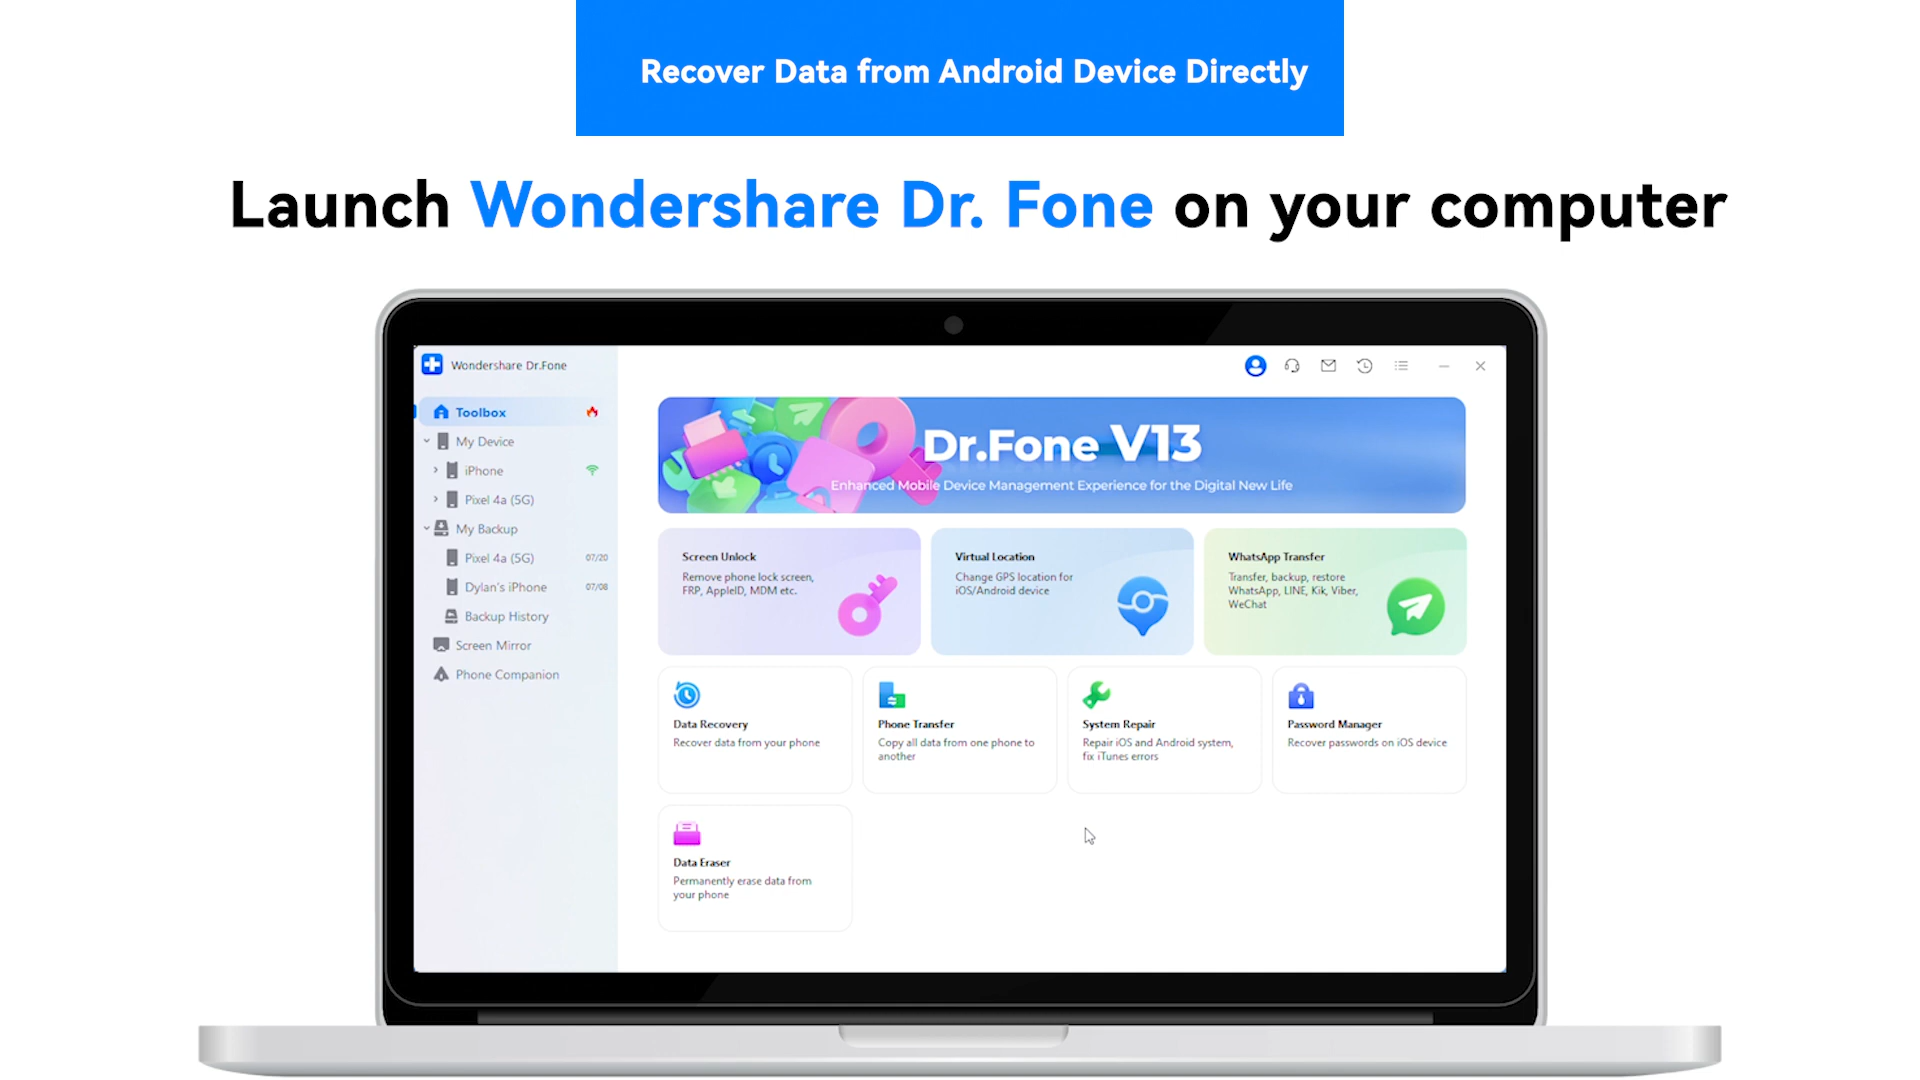 Recover Data from Android Device Directly
Launch Wondershare Dr. Fone on your computer
Wondershare Dr.Fone
Toolbox
My Device
iPhone
Pixel 4a (5G)
My Backup
Pixel 4a (5G) 07/20
Dylan's iPhone 07/08
Backup History
Screen Mirror
Phone Companion
Dr.Fone V13
Enhanced Mobile Device Management Experience for the Digital New Life
Screen Unlock
Remove phone lock screen,
FRP, AppleID, MDM etc.
Virtual Location
Change GPS location for
iOS/Android device
WhatsApp Transfer
Transfer, backup, restore
WhatsApp, LINE, Kik, Viber,
WeChat
Data Recovery
Recover data from your phone
Phone Transfer
Copy all data from one phone to
another
System Repair
Repair iOS and Android system,
fix iTunes errors
Password Manager
Recover passwords on iOS device
Data Eraser
Permanently erase data from
your phone